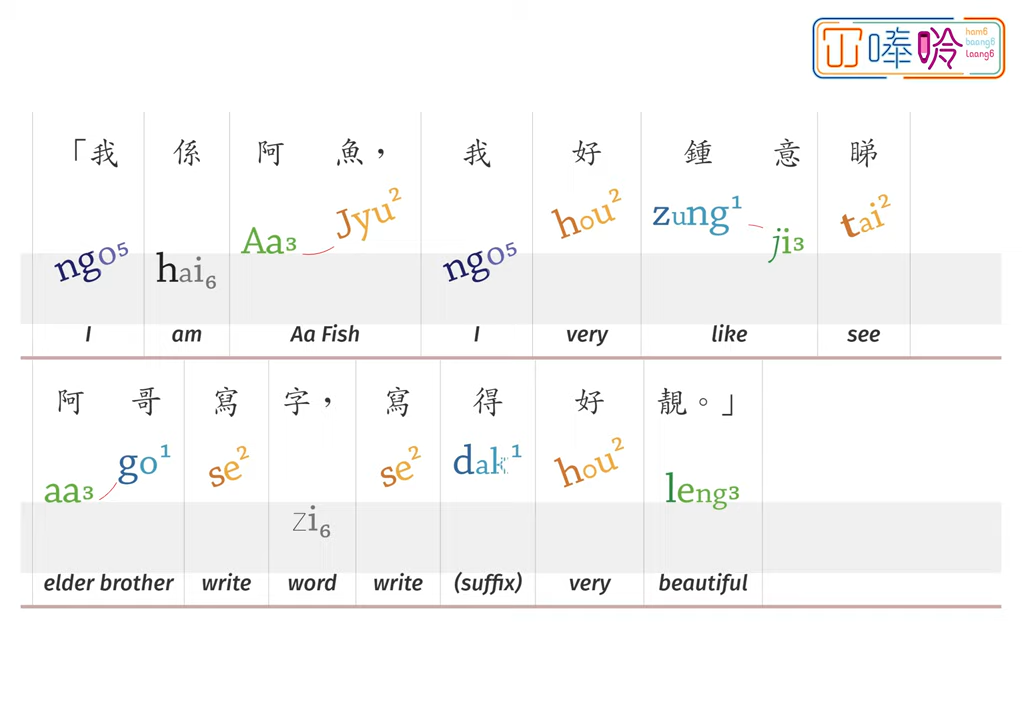 冚唪唥 ham6 baang6 laang6
「我 係 阿 魚， 我 好 鍾 意 睇
ngo5 hai6 Aa3 Jyu2 ngo5 hou2 zung1 ji3 tai2
I am Aa Fish I very like see
阿 哥 寫 字， 寫 得 好 靚。」
aa3 go1 se2 zi6 se2 dak1 hou2 leng3
elder brother write word write (suffix) very beautiful